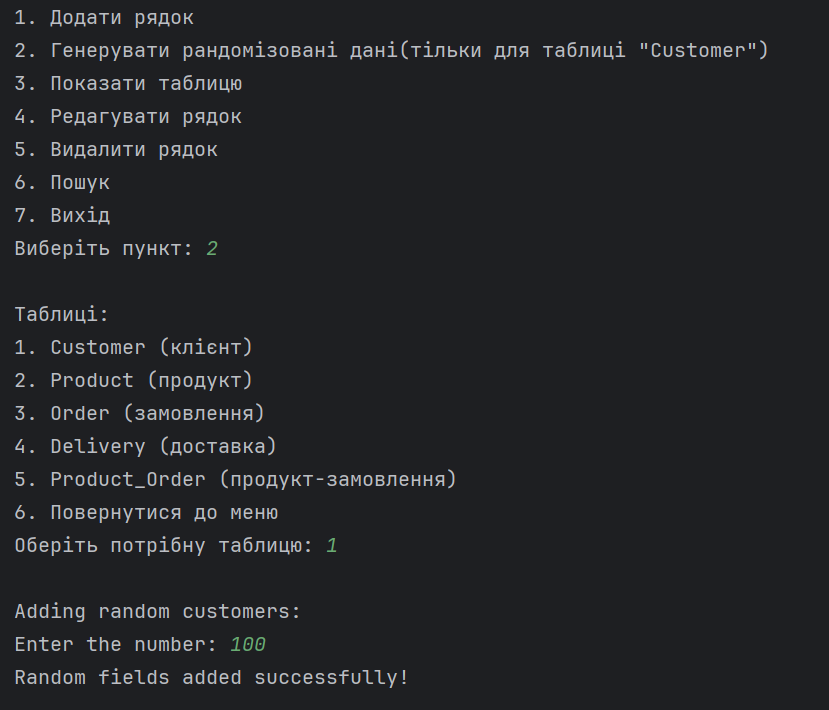 1. Додати рядок
2. Генерувати рандомізовані дані(тільки для таблиці "Customer")
3. Показати таблицю
4. Редагувати рядок
5. Видалити рядок
6. Пошук
7. Вихід
Виберіть пункт: 2
Таблиці:
1. Customer (клієнт)
2. Product (продукт)
3. Order (замовлення)
4. Delivery (доставка)
5. Product_Order (продукт-замовлення)
6. Повернутися до меню
Оберіть потрібну таблицю: 1
Adding random customers:
Enter the number: 100
Random fields added successfully!